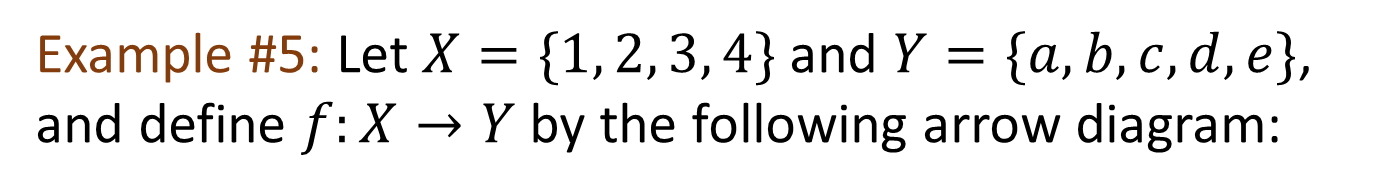 Example #5: Let X = {1, 2, 3, 4} and Y = {a, b, c, d, e},
and define f: X → Y by the following arrow diagram: